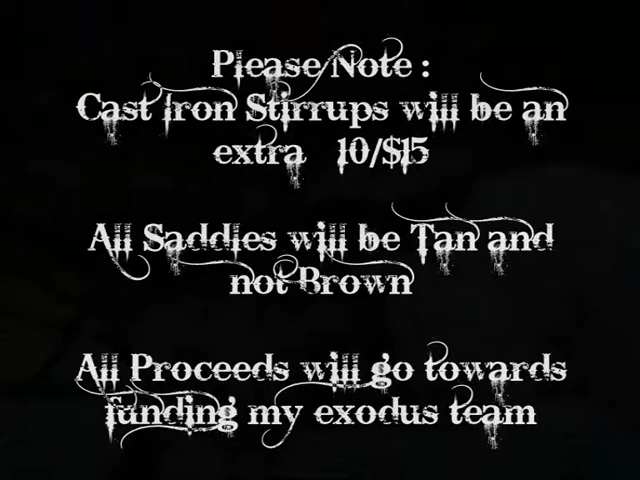 Please Note :
Cast Iron Stirrups will be an
extra 10/$15
All Saddles will be Tan and
not Brown
All Proceeds will go towards
funding my exodus team